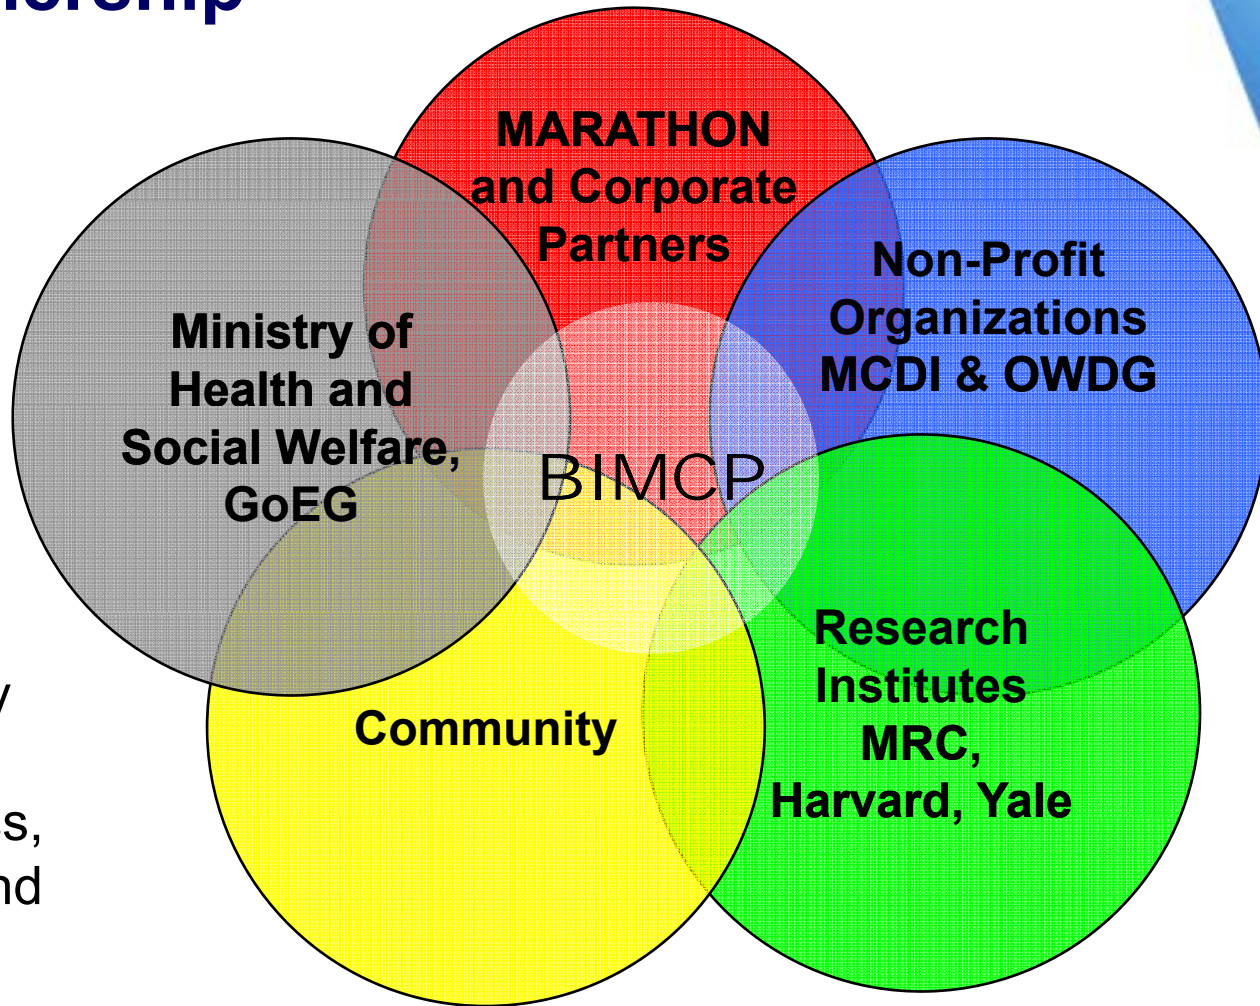 MARATHON
and Corporate
Partners
Non-Profit
Organizations
MCDI & OWDG
Ministry of
Health and
Social Welfare,
GoEG
BIMCP
Research
Institutes
MRC,
Harvard, Yale
Community